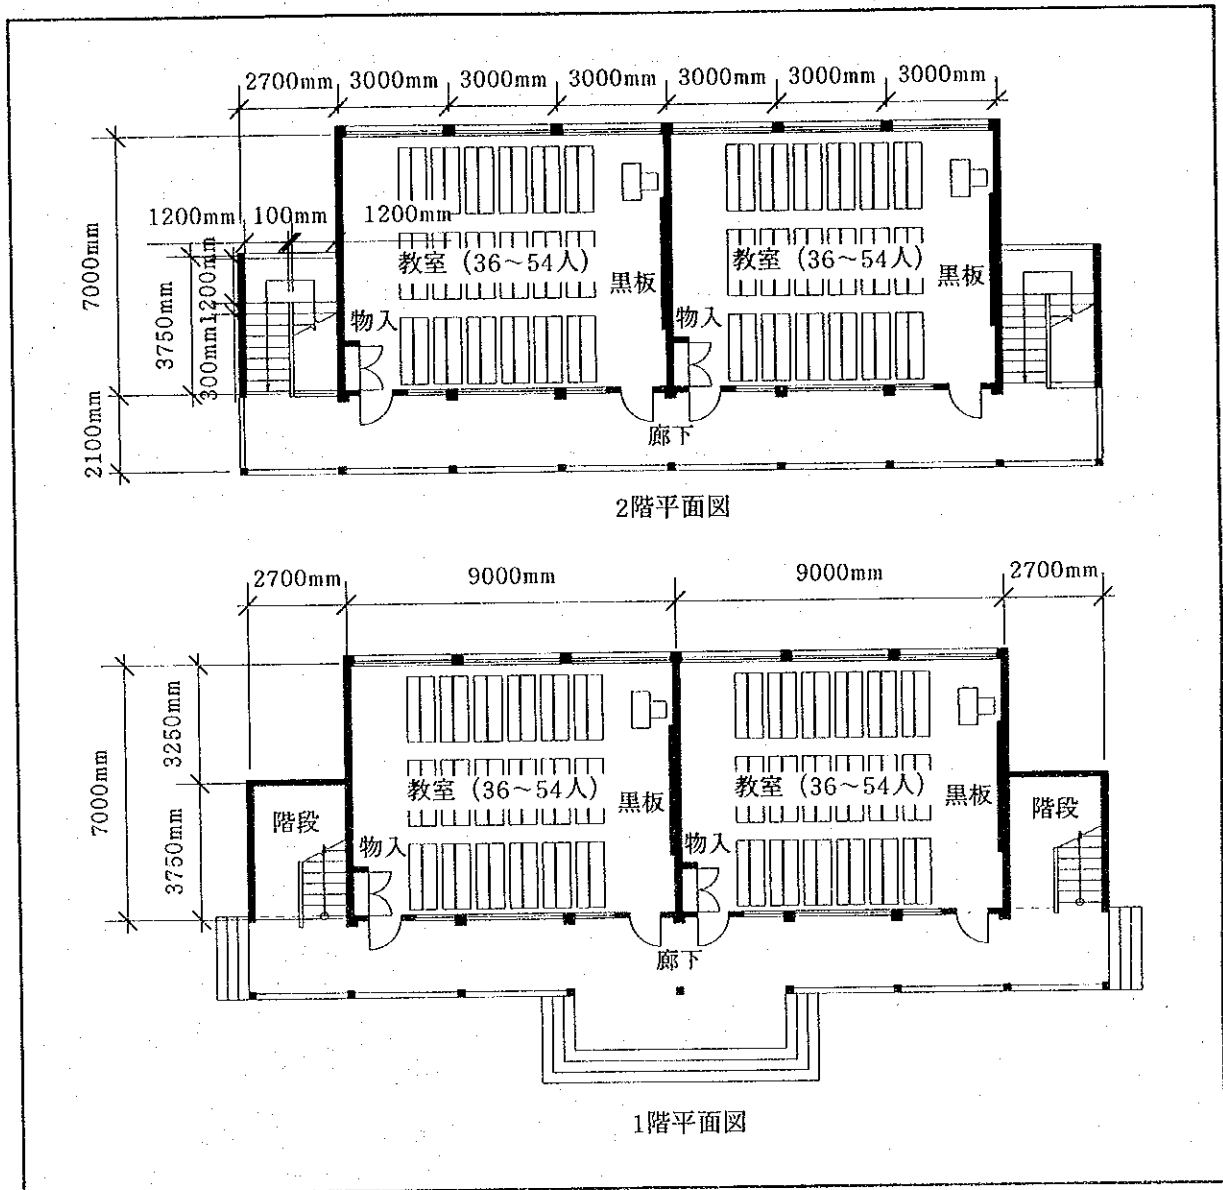 2700mm 3000mm 3000mm 3000mm 3000mm 3000mm 3000mm
7000mm
1200mm 100mm 1200mm
3750mm
1200mm
300mm
2100mm
教室 (36~54人)
黒板
物入
教室 (36~54人)
黒板
物入
廊下
2階平面図
2700mm 9000mm 9000mm 2700mm
7000mm
3250mm
3750mm
階段
教室 (36~54人)
黒板
物入
教室 (36~54人)
黒板
物入
階段
廊下
1階平面図